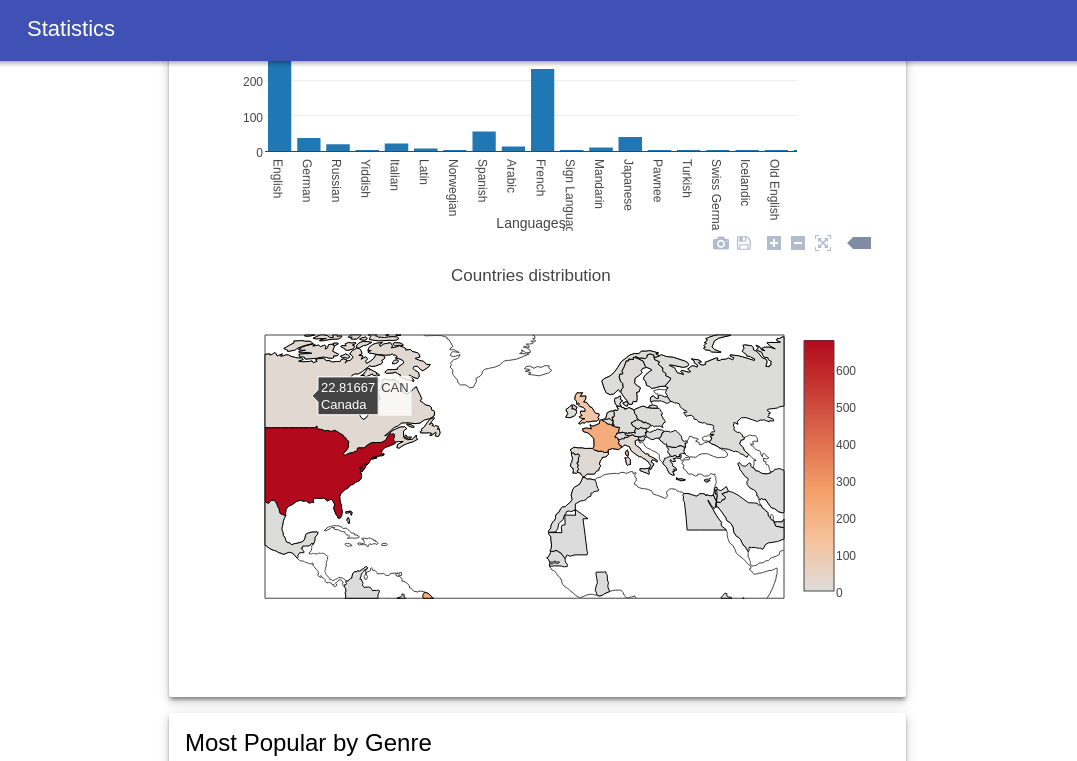 Statistics
200
100
0
English
German
Russian
Yiddish
Italian
Latin
Norwegian
Spanish
Arabic
French
Sign Languag
Mandarin
Japanese
Pawnee
Turkish
Swiss Germa
Icelandic
Old English
Languages
Countries distribution
22.81667 CAN
Canada
600
500
400
300
200
100
0
Most Popular by Genre